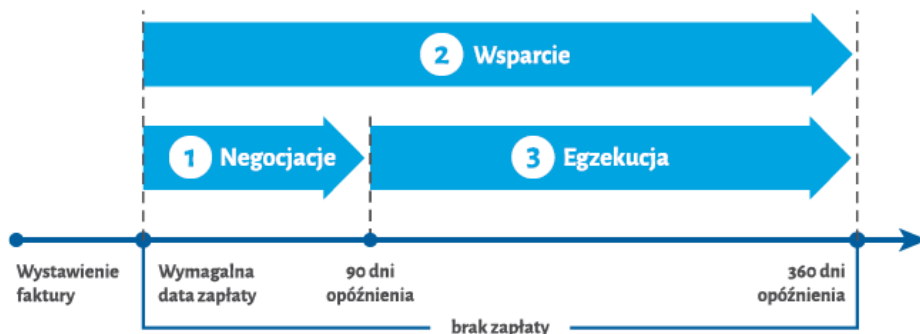 2 Wsparcie
1 Negocjacje
3 Egzekucja
Wystawienie
faktury
Wymagalna
data zapłaty
90 dni
opóźnienia
360 dni
opóźnienia
brak zapłaty